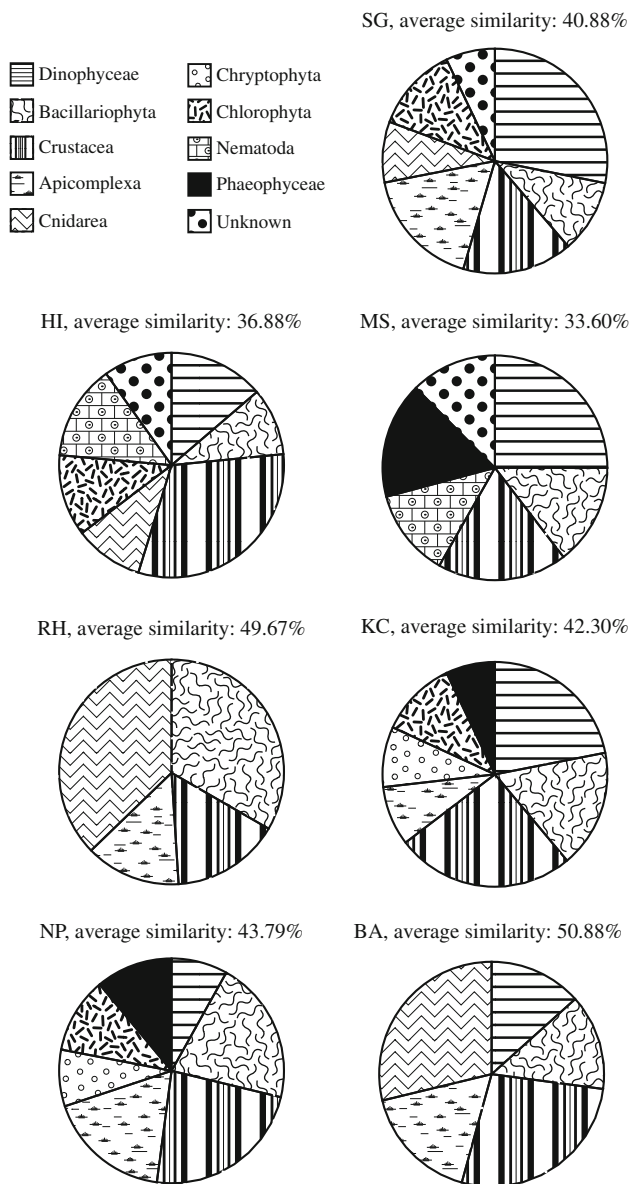 SG, average similarity: 40.88%
Dinophyceae
Bacillariophyta
Crustacea
Apicomplexa
Cnidarea
Chryptophyta
Chlorophyta
Nematoda
Phaeophyceae
Unknown
HI, average similarity: 36.88%
MS, average similarity: 33.60%
RH, average similarity: 49.67%
KC, average similarity: 42.30%
NP, average similarity: 43.79%
BA, average similarity: 50.88%